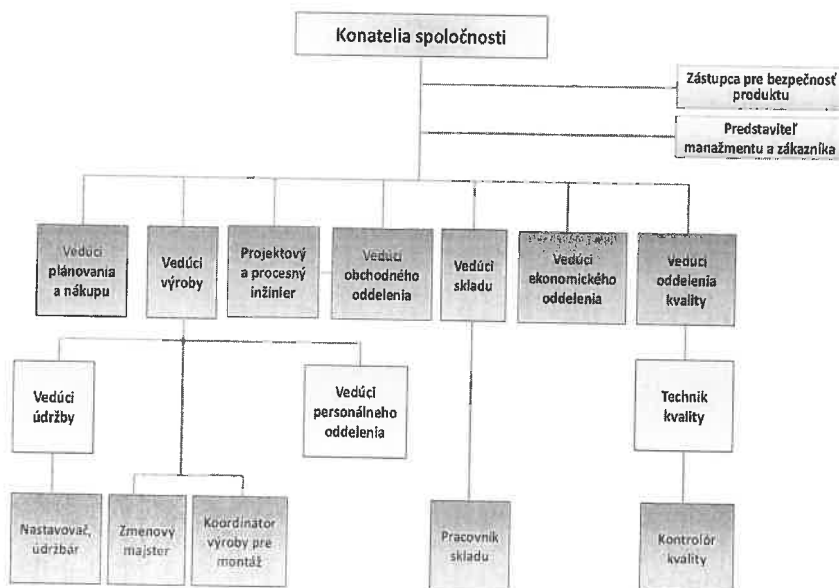 Konatelia spoločnosti
Zástupca pre bezpečnosť
produktu
Predstaviteľ
manažmentu a zákazníka
Vedúci
plánovania
a nákupu
Vedúci
výroby
Projektový
a procesný
inžinier
Vedúci
obchodného
oddelenia
Vedúci
skladu
Vedúci
ekonomického
oddelenia
Vedúci
oddelenia
kvality
Vedúci
údržby
Vedúci
personálneho
oddelenia
Technik
kvality
Nastavovač,
údržbár
Zmenový
majster
Koordinátor
výroby pre
montáž
Pracovník
skladu
Kontrolór
kvality